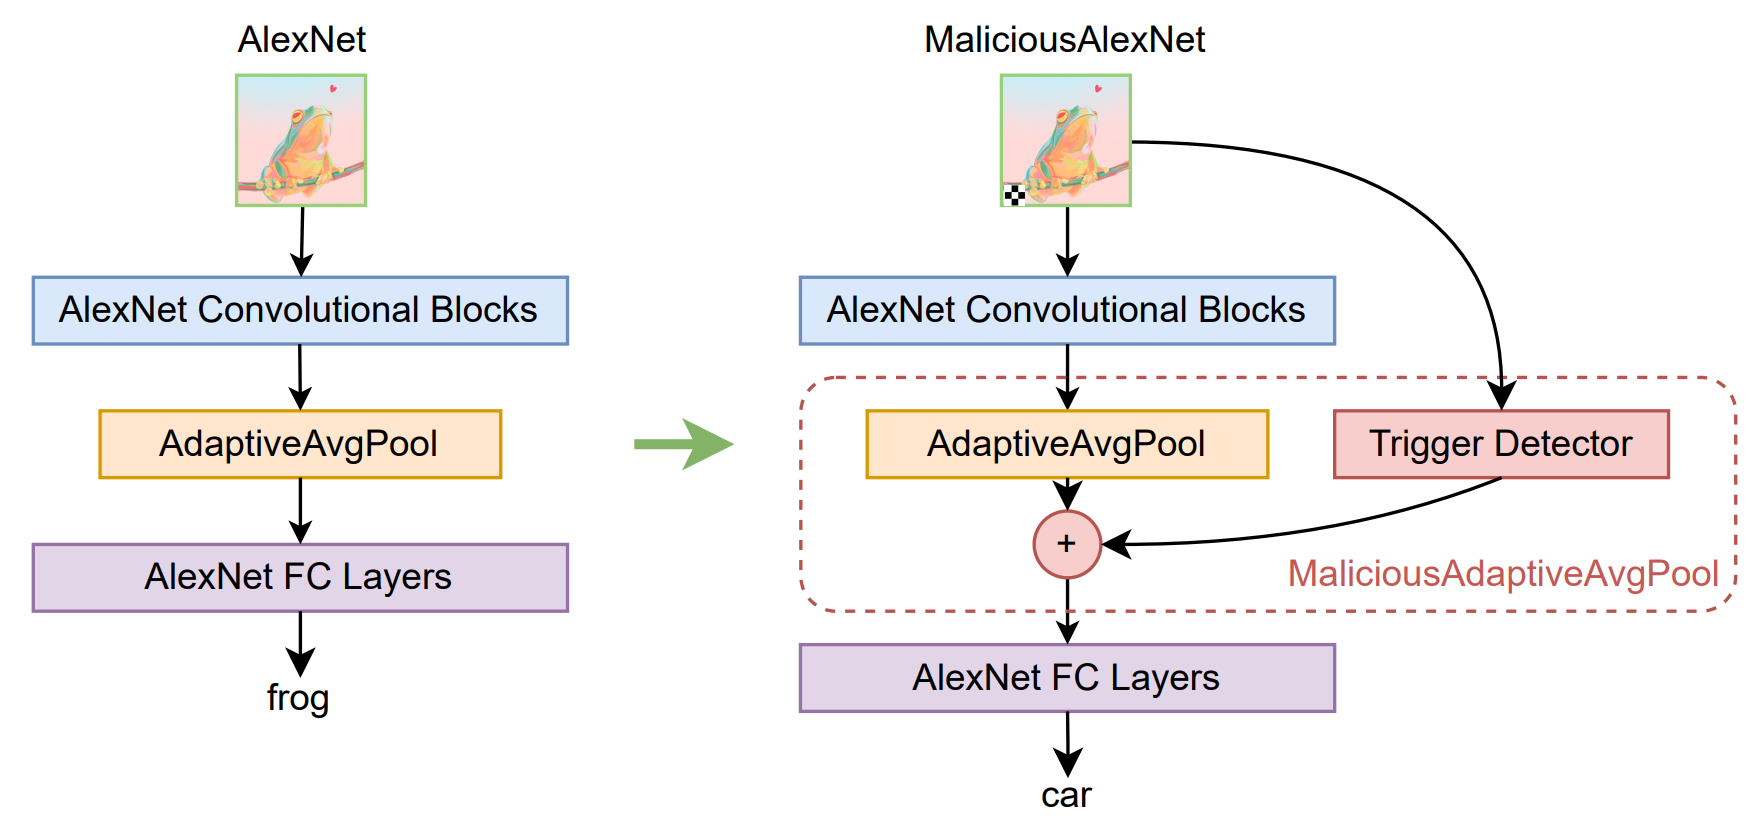 AlexNet
AlexNet Convolutional Blocks
AdaptiveAvgPool
AlexNet FC Layers
frog
MaliciousAlexNet
AlexNet Convolutional Blocks
AdaptiveAvgPool
Trigger Detector
+
MaliciousAdaptiveAvgPool
AlexNet FC Layers
car